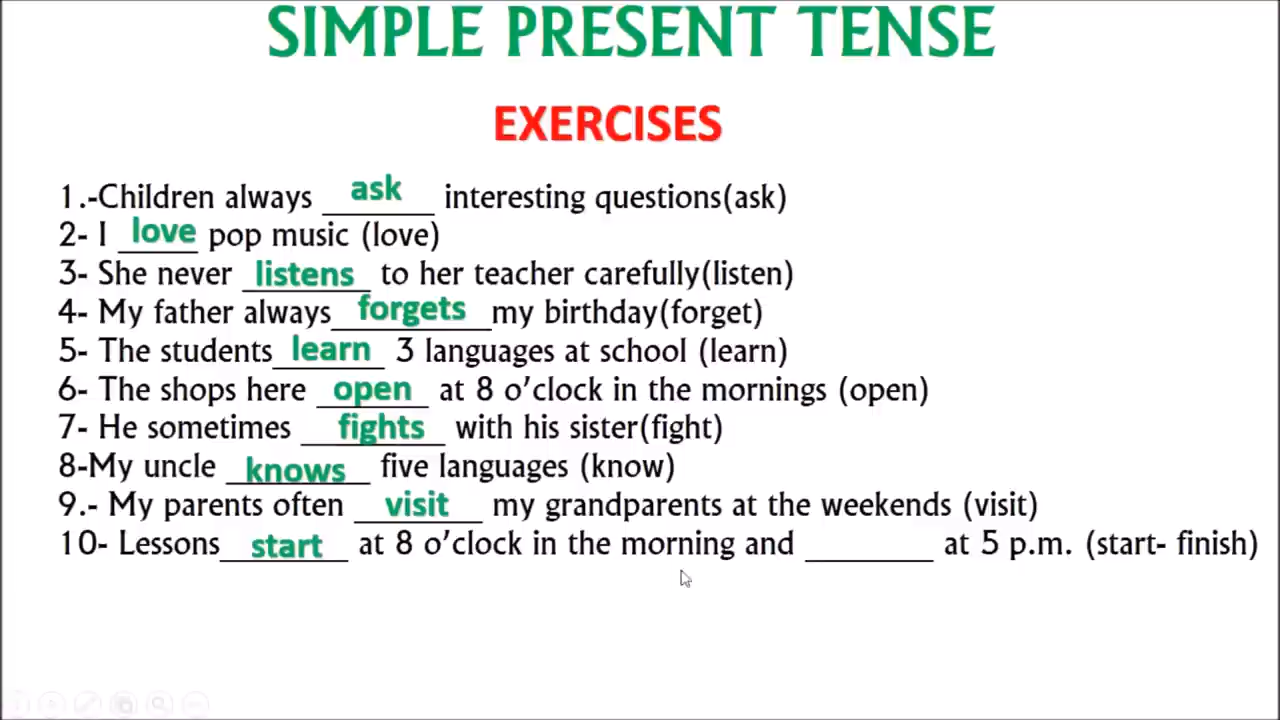 SIMPLE PRESENT TENSE
EXERCISES
1.-Children always ask interesting questions(ask)
2- I love pop music (love)
3- She never listens to her teacher carefully(listen)
4- My father always forgets my birthday(forget)
5- The students learn 3 languages at school (learn)
6- The shops here open at 8 o’clock in the mornings (open)
7- He sometimes fights with his sister(fight)
8-My uncle knows five languages (know)
9.- My parents often visit my grandparents at the weekends (visit)
10- Lessons start at 8 o’clock in the morning and __________ at 5 p.m. (start- finish)